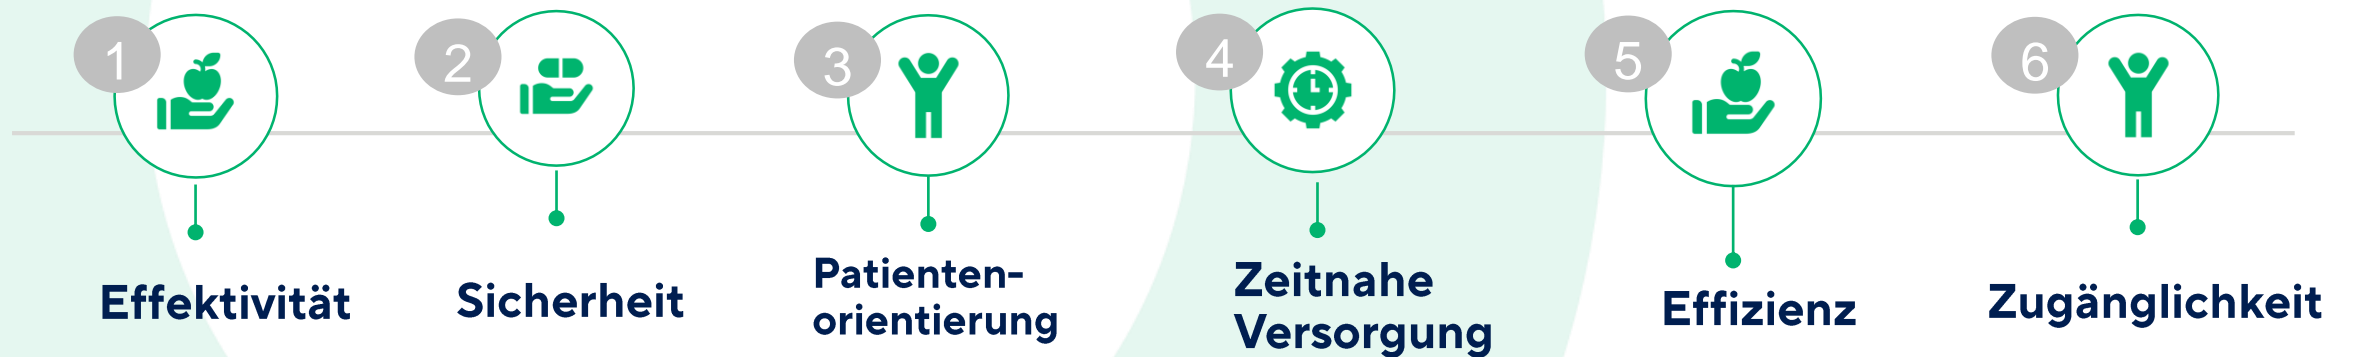 1
Effektivität
2
Sicherheit
3
Patienten-
orientierung
4
Zeitnahe
Versorgung
5
Effizienz
6
Zugänglichkeit